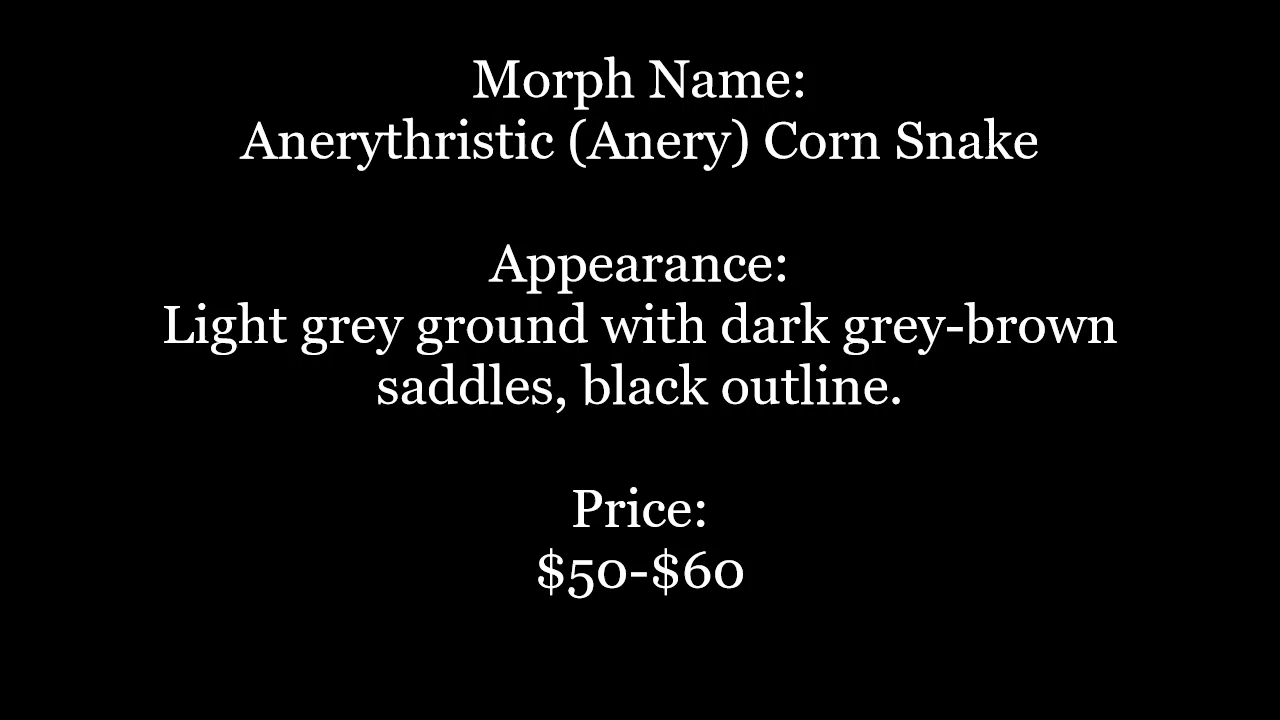 Morph Name:
Anerythristic (Anery) Corn Snake
Appearance:
Light grey ground with dark grey-brown
saddles, black outline.
Price:
$50-$60